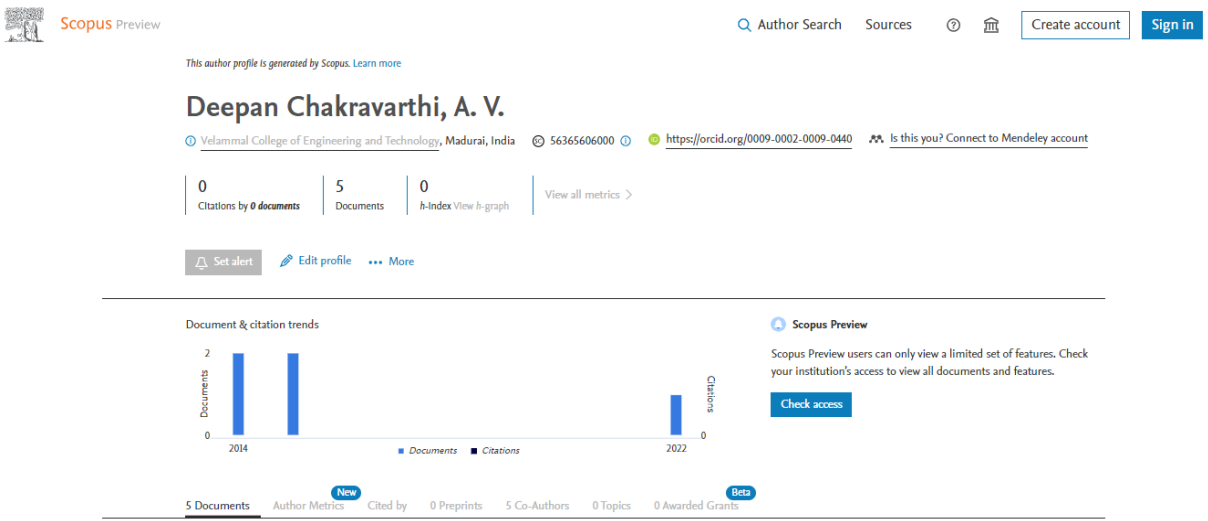 Scopus Preview Author Search Sources Create account Sign in
This author profile is generated by Scopus. Learn more
Deepan Chakravarthi, A. V.
Velammal College of Engineering and Technology, Madurai, India SC 56365606000 iD https://orcid.org/0009-0002-0009-0440 Is this you? Connect to Mendeley account
0 5 0 View all metrics >
Citations by 0 documents Documents h-Index View h-graph
Set alert Edit profile ••• More
Document & citation trends Scopus Preview
Scopus Preview users can only view a limited set of features. Check
your institution's access to view all documents and features.
Check access
2
Documents Citations
0 0
2014 Documents Citations 2022
New Beta
5 Documents Author Metrics Cited by 0 Preprints 5 Co-Authors 0 Topics 0 Awarded Grants